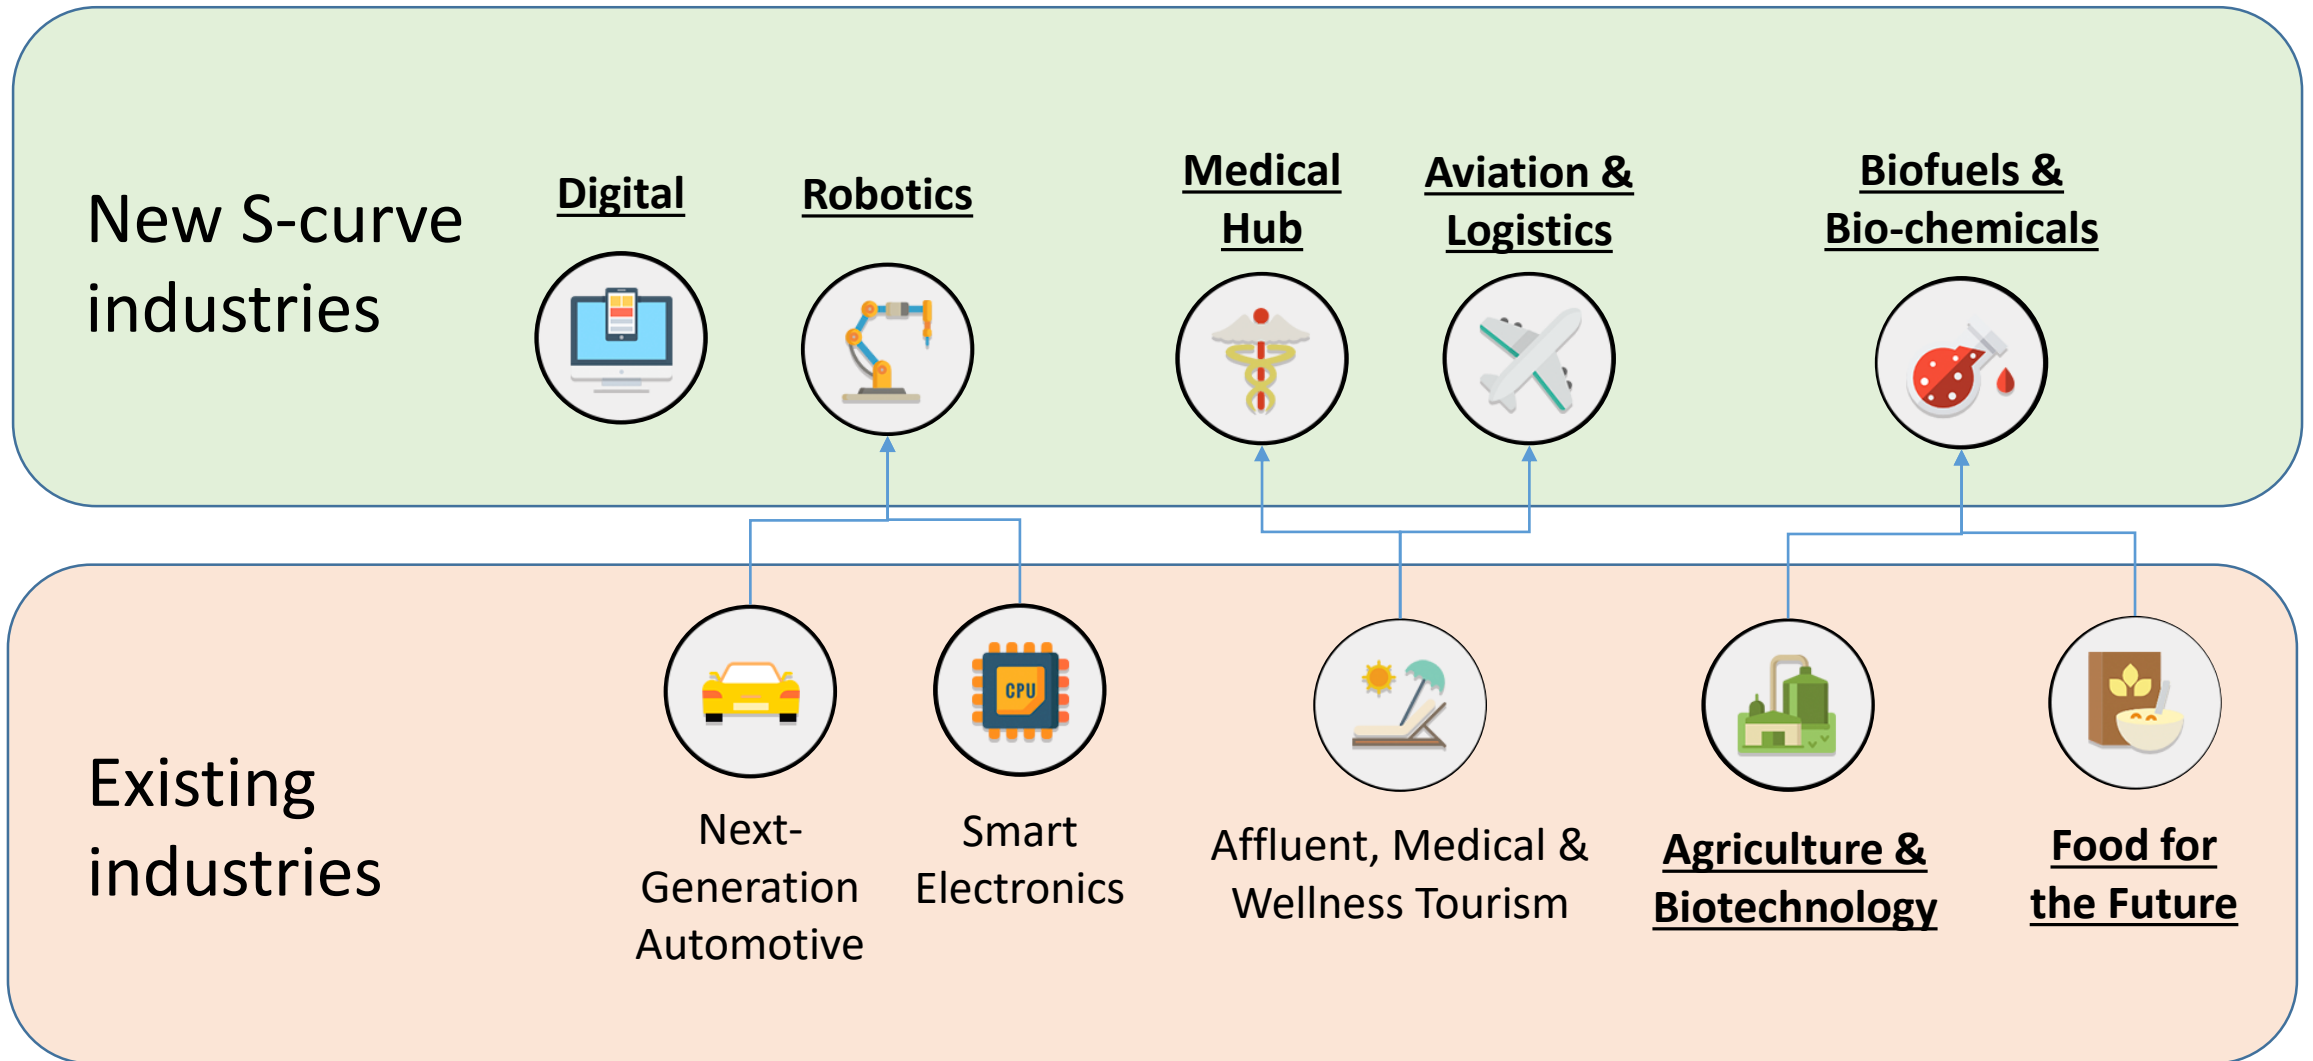 New S-curve
industries
Digital
Robotics
Medical
Hub
Aviation &
Logistics
Biofuels &
Bio-chemicals
Existing
industries
CPU
Next-
Generation
Automotive
Smart
Electronics
Affluent, Medical &
Wellness Tourism
Agriculture &
Biotechnology
Food for
the Future